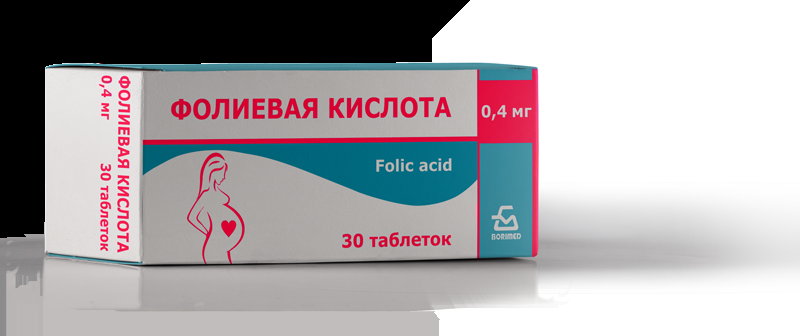 ФОЛИЕВАЯ КИСЛОТА
0,4 мг
30 таблеток
ФОЛИЕВАЯ КИСЛОТА
0,4 мг
Folic acid
30 таблеток
BORIMED